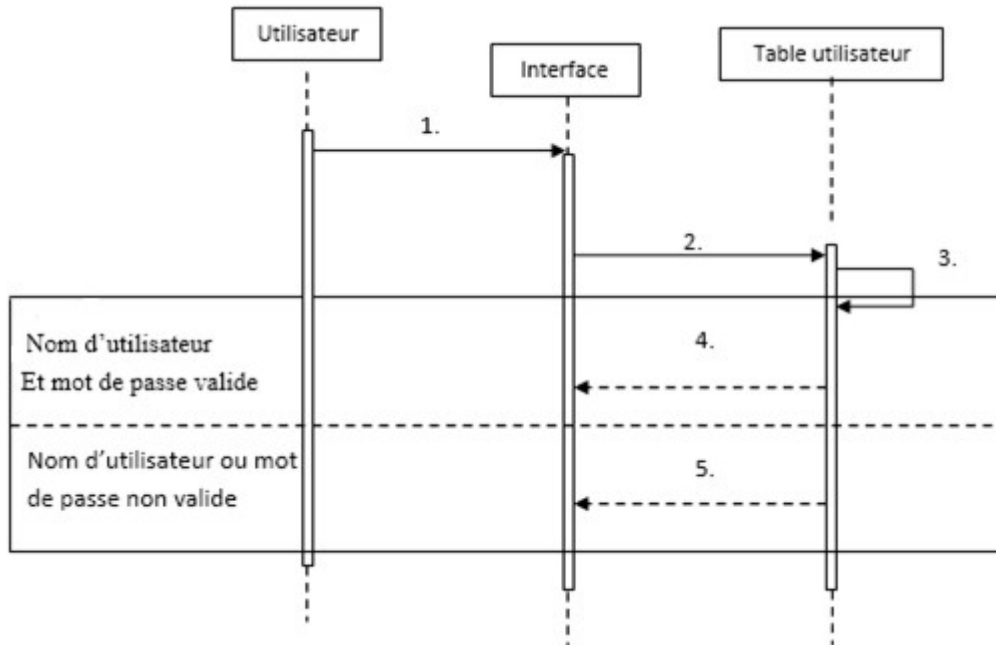 Utilisateur
Interface
Table utilisateur
1.
2.
3.
Nom d'utilisateur
Et mot de passe valide
4.
Nom d'utilisateur ou mot
de passe non valide
5.